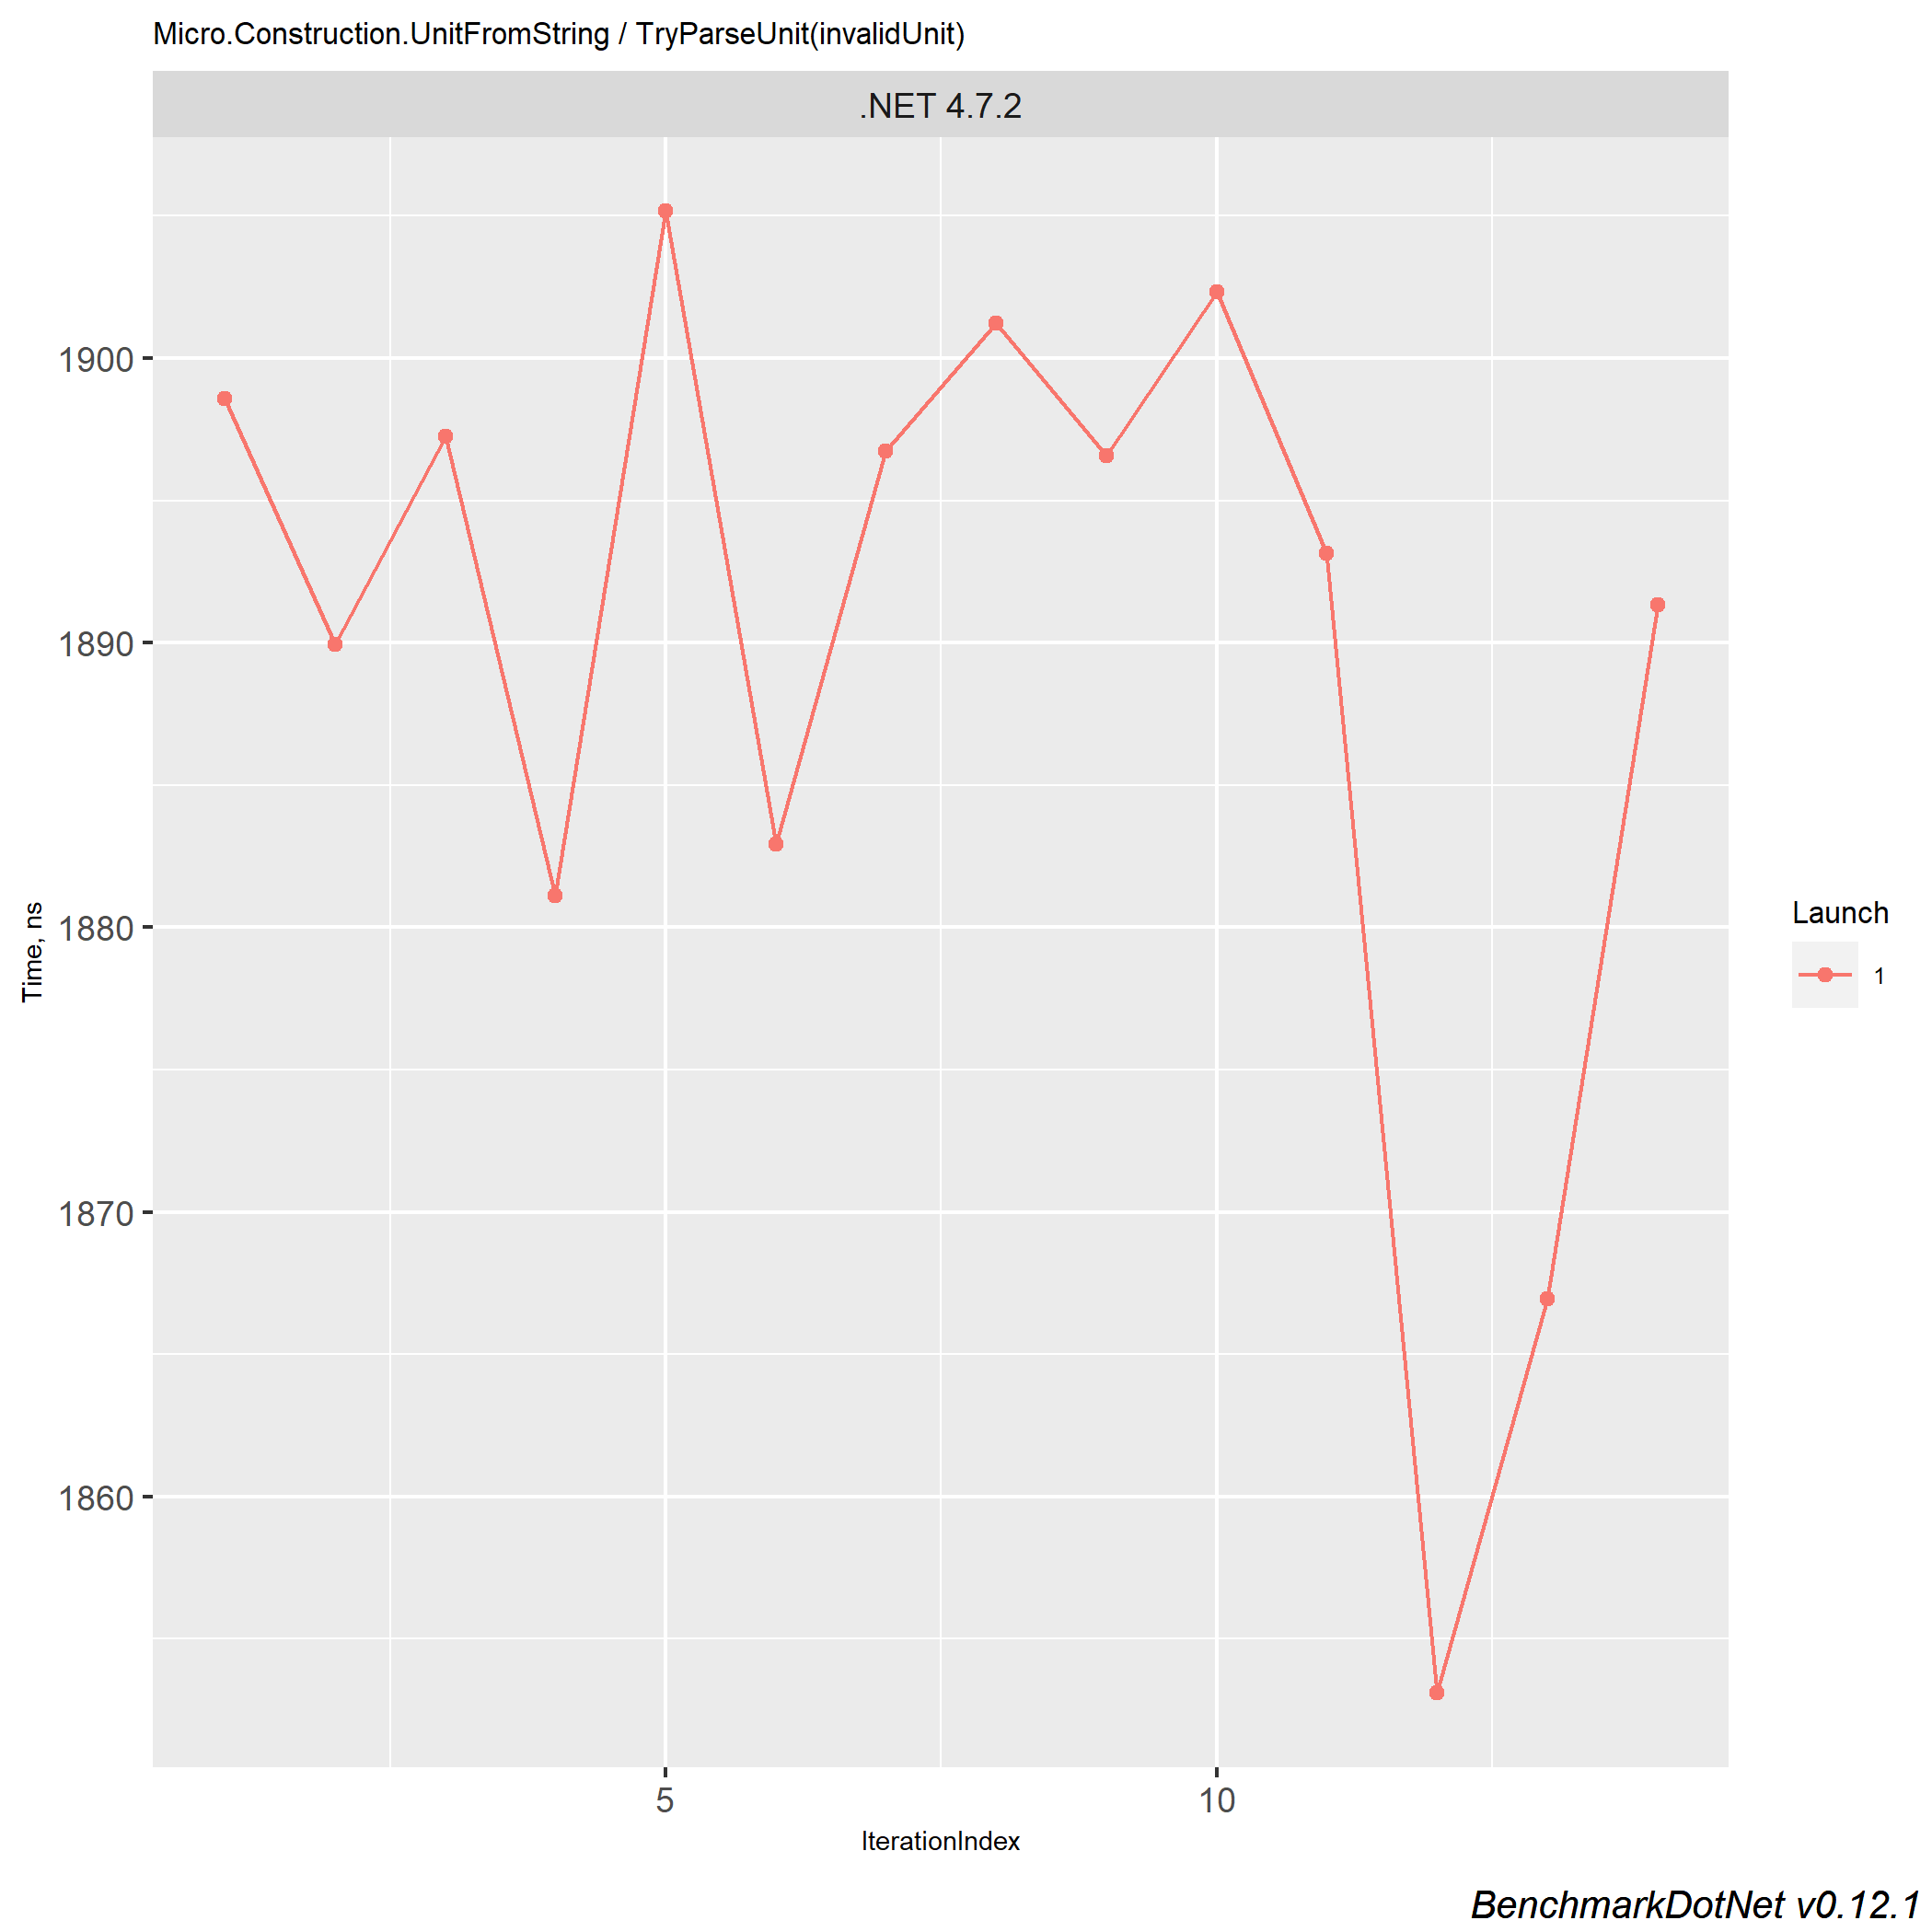 Micro.Construction.UnitFromString / TryParseUnit(invalidUnit)
.NET 4.7.2
1900
1890
1880
1870
1860
Time, ns
5
10
IterationIndex
Launch
1
BenchmarkDotNet v0.12.1